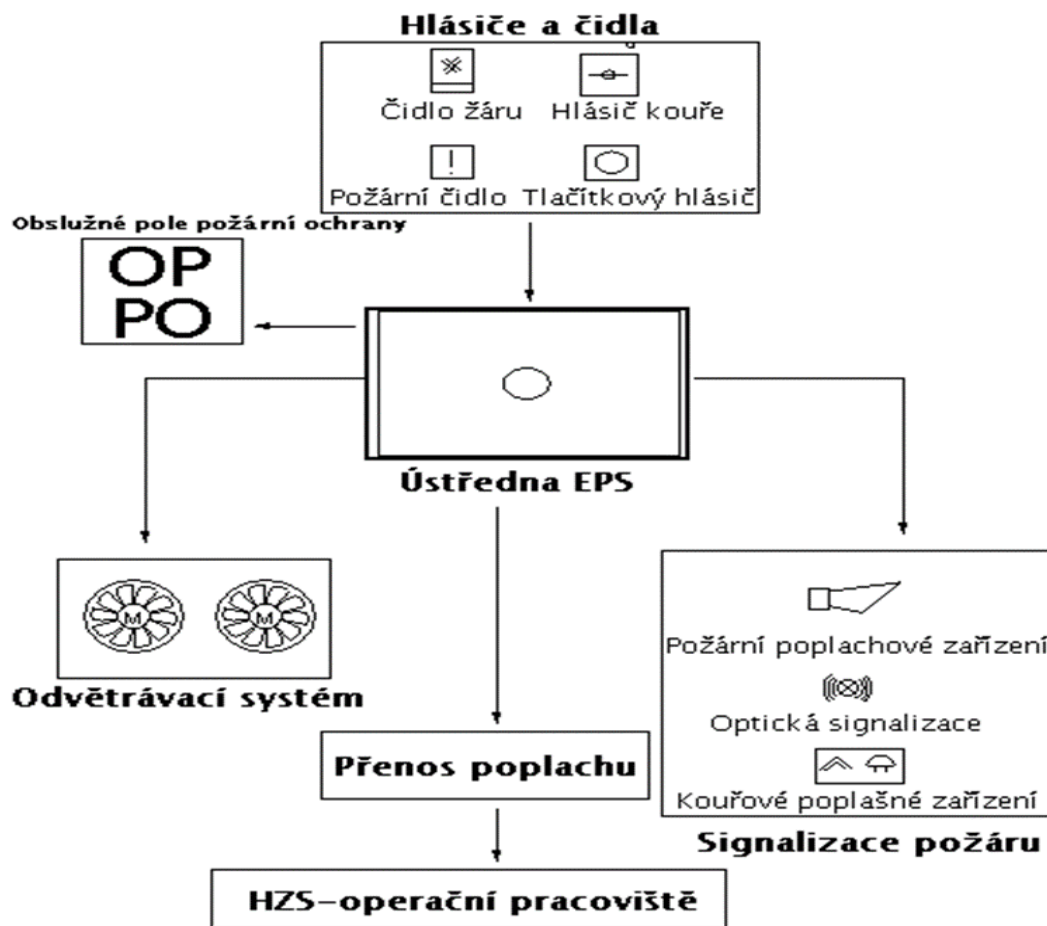 Hlásiče a čidla
Čidlo žáru Hlásič kouře
Požární čidlo Tlačítkový hlásič
Obslužné pole požární ochrany
OP
PO
Ústředna EPS
M M
Odvětrávací systém
Požární poplachové zařízení
Optická signalizace
Kouřové poplašné zařízení
Signalizace požáru
Přenos poplachu
HZS-operační pracoviště